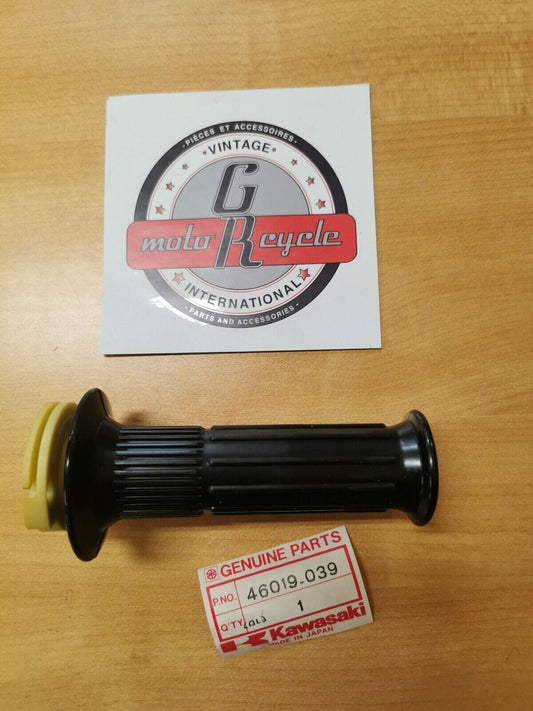 - PIÈCES ET ACCESSOIRES -
VINTAGE
G
moto R cycle
INTERNATIONAL
- PARTS AND ACCESSORIES -
GENUINE PARTS
P.NO. 46019-039
Q'TY 1
Kawasaki
MADE IN JAPAN